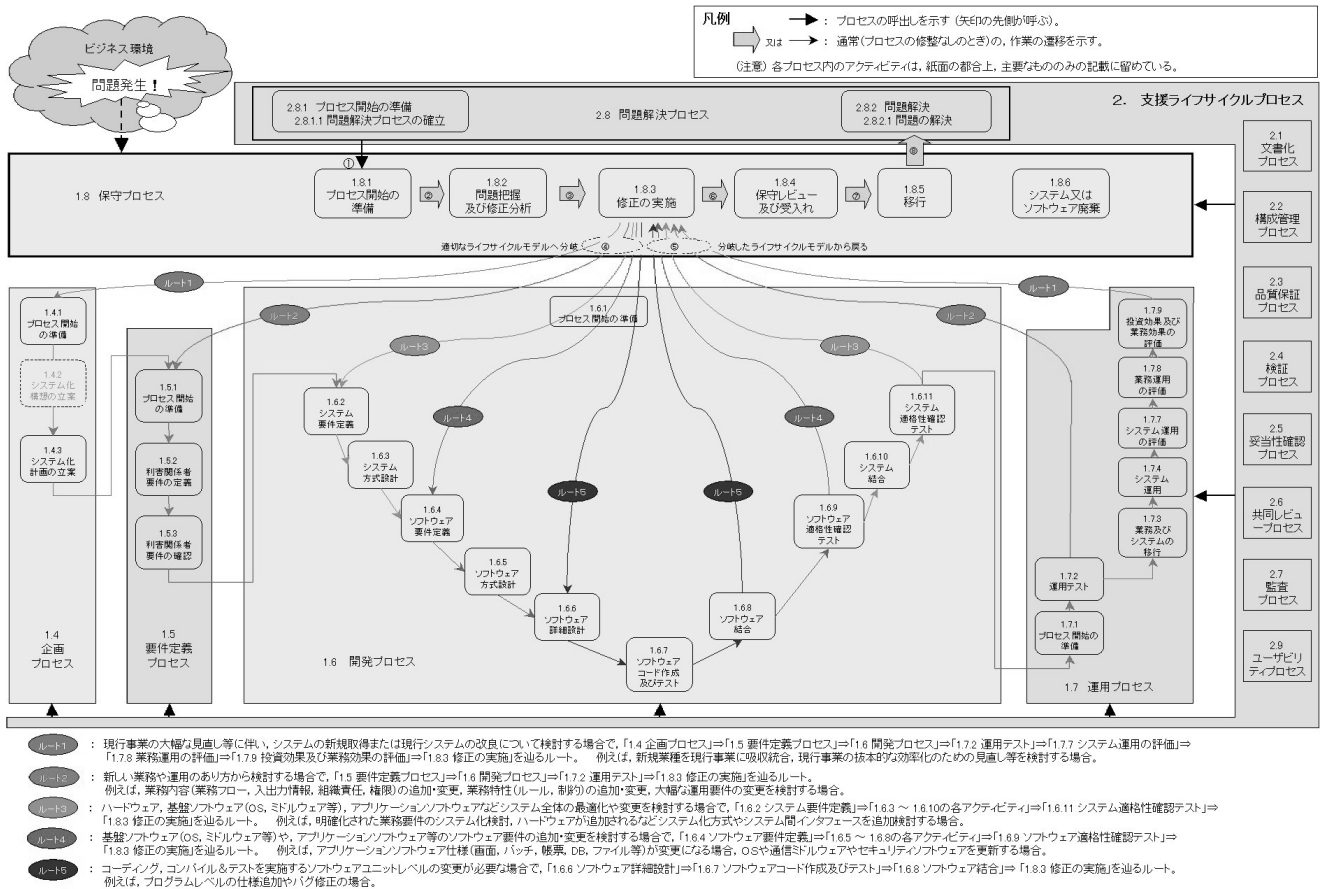 凡例
: プロセスの呼出しを示す (矢印の先側が呼ぶ)。
又は : 通常(プロセスの修整なしのとき)の, 作業の遷移を示す。
(注意) 各プロセス内のアクティビティは, 紙面の都合上, 主要なもののみの記載に留めている。
ビジネス環境
問題発生！
2. 支援ライフサイクルプロセス
2.8.1 プロセス開始の準備
2.8.1.1 問題解決プロセスの確立
2.8 問題解決プロセス
2.8.2 問題解決
2.8.2.1 問題の解決
2.1
文書化
プロセス
2.2
構成管理
プロセス
2.3
品質保証
プロセス
2.4
検証
プロセス
2.5
妥当性確認
プロセス
2.6
共同レビュ
ープロセス
2.7
監査
プロセス
2.9
ユーザビリ
ティプロセス
1.8 保守プロセス
①
1.8.1
プロセス開始の
準備
②
1.8.2
問題把握
及び修正分析
③
1.8.3
修正の実施
⑥
1.8.4
保守レビュー
及び受入れ
⑦
1.8.5
移行
⑧
1.8.6
システム又は
ソフトウェア廃棄
適切なライフサイクルモデルへ分岐 ④
⑤ 分岐したライフサイクルモデルから戻る
ルート1
ルート2
ルート3
ルート4
ルート5
ルート5
ルート4
ルート3
ルート2
ルート1
1.4.1
プロセス開始
の準備
1.4.2
システム化
構想の立案
1.4.3
システム化
計画の立案
1.4
企画
プロセス
1.5.1
プロセス開始
の準備
1.5.2
利害関係者
要件の定義
1.5.3
利害関係者
要件の確認
1.5
要件定義
プロセス
1.6.1
プロセス開始の準備
1.6.2
システム
要件定義
1.6.3
システム
方式設計
1.6.4
ソフトウェア
要件定義
1.6.5
ソフトウェア
方式設計
1.6.6
ソフトウェア
詳細設計
1.6.7
ソフトウェア
コード作成
及びテスト
1.6.8
ソフトウェア
結合
1.6.9
ソフトウェア
適格性確認
テスト
1.6.10
システム
結合
1.6.11
システム
適格性確認
テスト
1.6 開発プロセス
1.7.9
投資効果及び
業務効果の
評価
1.7.8
業務運用
の評価
1.7.7
システム運用
の評価
1.7.4
システム
運用
1.7.3
業務及び
システムの
移行
1.7.2
運用テスト
1.7.1
プロセス開始の
準備
1.7 運用プロセス
ルート1 : 現行事業の大幅な見直し等に伴い, システムの新規取得または現行システムの改良について検討する場合で, 「1.4 企画プロセス」⇒「1.5 要件定義プロセス」⇒「1.6 開発プロセス」⇒「1.7.2 運用テスト」⇒「1.7.7 システム運用の評価」⇒
「1.7.8 業務運用の評価」⇒「1.7.9 投資効果及び業務効果の評価」⇒「1.8.3 修正の実施」を辿るルート。 例えば, 新規業種を現行事業に吸収統合, 現行事業の抜本的な効率化のための見直し等を検討する場合。
ルート2 : 新しい業務や運用のあり方から検討する場合で, 「1.5 要件定義プロセス」⇒「1.6 開発プロセス」⇒「1.7.2 運用テスト」⇒「1.8.3 修正の実施」を辿るルート。
例えば, 業務内容(業務フロー, 入出力情報, 組織責任, 権限)の追加・変更, 業務特性(ルール, 制約)の追加・変更, 大幅な運用要件の変更を検討する場合。
ルート3 : ハードウェア, 基盤ソフトウェア(OS, ミドルウェア等), アプリケーションソフトウェアなどシステム全体の最適化や変更を検討する場合で, 「1.6.2 システム要件定義」⇒「1.6.3 ～ 1.6.10の各アクティビティ」⇒「1.6.11 システム適格性確認テスト」⇒
「1.8.3 修正の実施」を辿るルート。 例えば, 明確化された業務要件のシステム化検討, ハードウェアが追加されるなどシステム化方式やシステム間インタフェースを追加検討する場合。
ルート4 : 基盤ソフトウェア(OS, ミドルウェア等)や, アプリケーションソフトウェア等のソフトウェア要件の追加・変更を検討する場合で, 「1.6.4 ソフトウェア要件定義」⇒「1.6.5 ～ 1.6.8の各アクティビティ」⇒「1.6.9 ソフトウェア適格性確認テスト」⇒
「1.8.3 修正の実施」を辿るルート。 例えば, アプリケーションソフトウェア仕様(画面, バッチ, 帳票, DB, ファイル等)が変更になる場合, OSや通信ミドルウェアやセキュリティソフトウェアを更新する場合。
ルート5 : コーディング, コンパイル＆テストを実施するソフトウェアユニットレベルの変更が必要な場合で, 「1.6.6 ソフトウェア詳細設計」⇒「1.6.7 ソフトウェアコード作成及びテスト」⇒「1.6.8 ソフトウェア結合」⇒ 「1.8.3 修正の実施」を辿るルート。
例えば, プログラムレベルの仕様追加やバグ修正の場合。